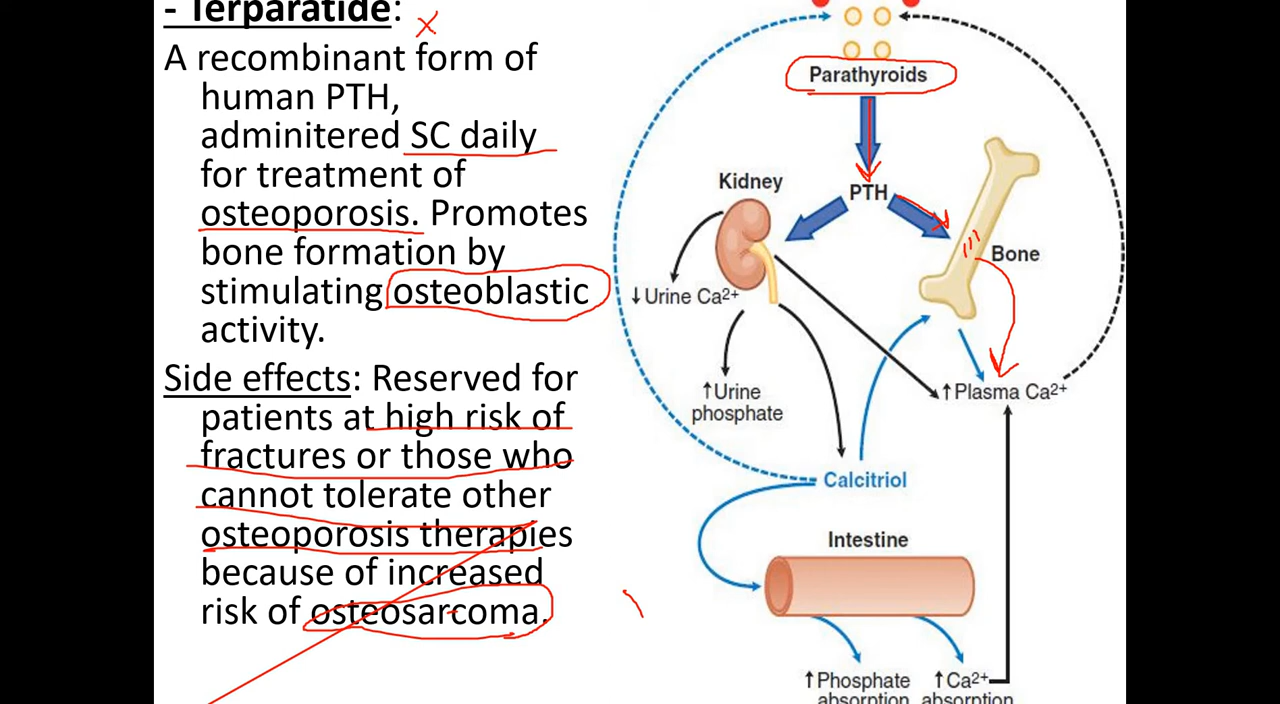 - Terparatide:
A recombinant form of
human PTH,
adminitered SC daily
for treatment of
osteoporosis. Promotes
bone formation by
stimulating osteoblastic
activity.
Side effects: Reserved for
patients at high risk of
fractures or those who
cannot tolerate other
osteoporosis therapies
because of increased
risk of osteosarcoma.
Parathyroids
PTH
Kidney
Bone
↓Urine Ca²⁺
↑Urine
phosphate
↑Plasma Ca²⁺
Calcitriol
Intestine
↑Phosphate
absorption
↑Ca²⁺
absorption